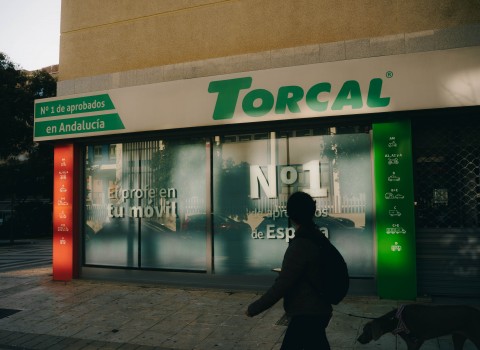 Nº 1 de aprobados
en Andalucía
TORCAL®
El profe en
tu móvil
Nº1
de España